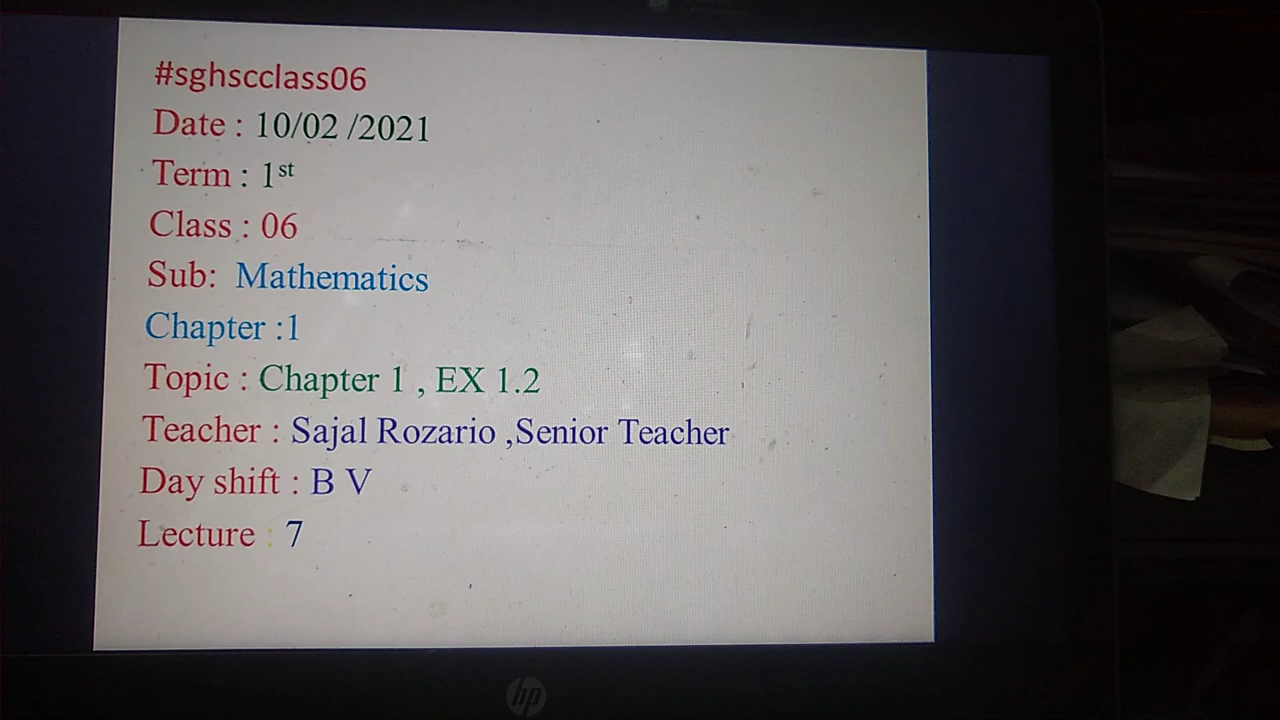 #sghscclass06
Date : 10/02 /2021
Term : 1st
Class : 06
Sub: Mathematics
Chapter :1
Topic : Chapter 1 , EX 1.2
Teacher : Sajal Rozario ,Senior Teacher
Day shift : B V
Lecture : 7
hp